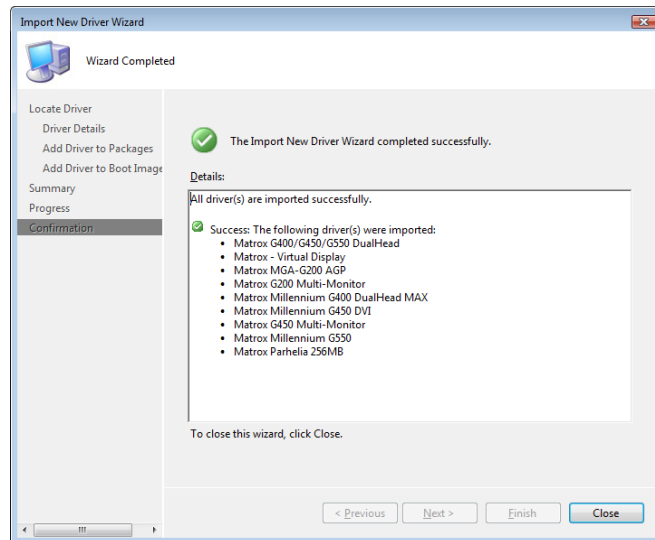 Import New Driver Wizard
Wizard Completed
Locate Driver
Driver Details
Add Driver to Packages
Add Driver to Boot Image
Summary
Progress
Confirmation
The Import New Driver Wizard completed successfully.
Details:
All driver(s) are imported successfully.
Success: The following driver(s) were imported:
• Matrox G400/G450/G550 DualHead
• Matrox - Virtual Display
• Matrox MGA-G200 AGP
• Matrox G200 Multi-Monitor
• Matrox Millennium G400 DualHead MAX
• Matrox Millennium G450 DVI
• Matrox G450 Multi-Monitor
• Matrox Millennium G550
• Matrox Parhelia 256MB
To close this wizard, click Close.
< Previous
Next >
Finish
Close